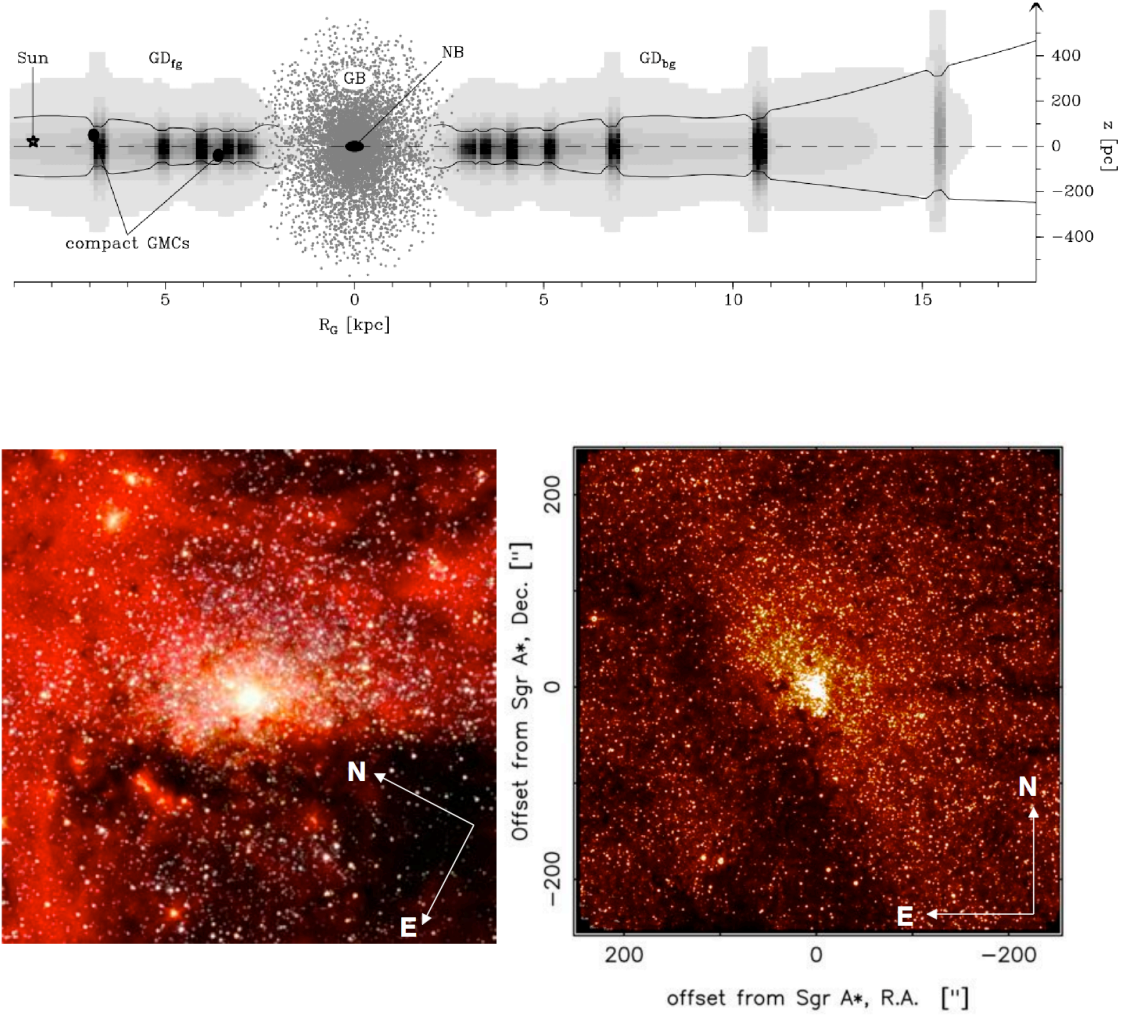 Sun
GDfg
GB
NB
GDbg
compact GMCs
400
200
0
−200
−400
z [pc]
5
0
5
10
15
RG [kpc]
N
E
Offset from Sgr A*, Dec. ["]
200
0
−200
N
E
200
0
−200
offset from Sgr A*, R.A. ["]